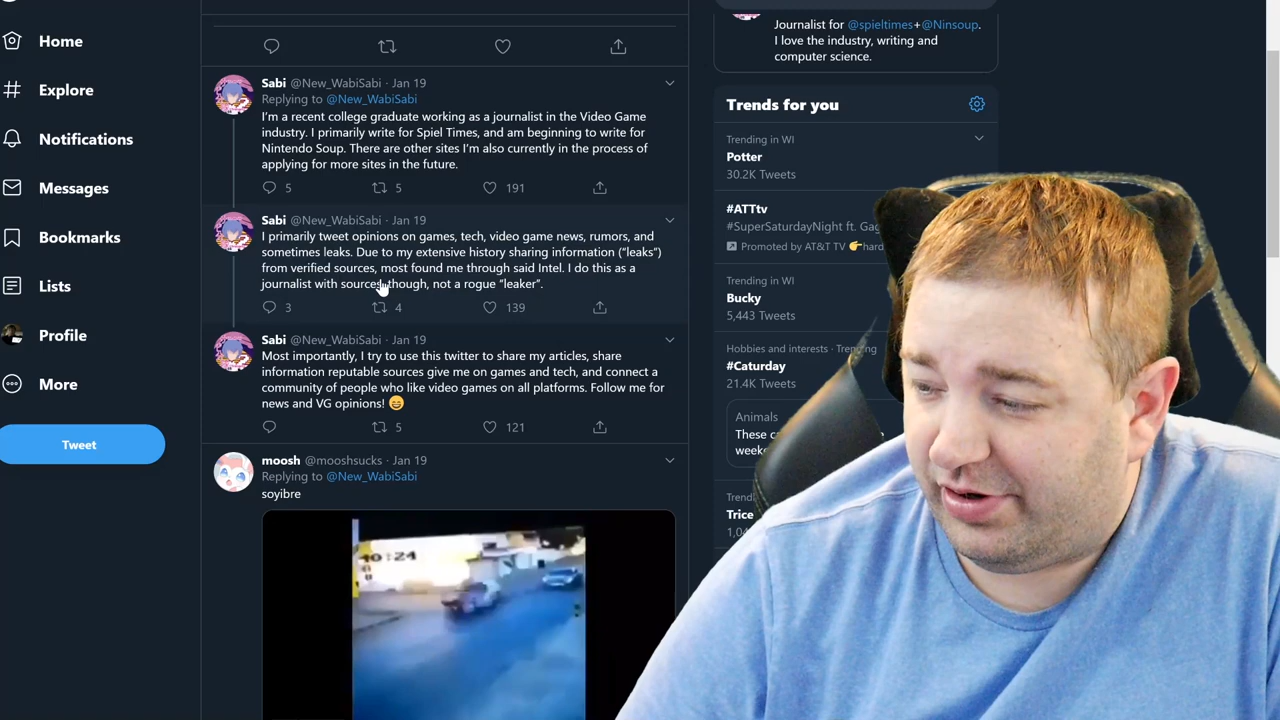 Home
Explore
Notifications
Messages
Bookmarks
Lists
Profile
More
Tweet
Sabi @New_WabiSabi · Jan 19
Replying to @New_WabiSabi
I'm a recent college graduate working as a journalist in the Video Game
industry. I primarily write for Spiel Times, and am beginning to write for
Nintendo Soup. There are other sites I'm also currently in the process of
applying for more sites in the future.
5 5 191
Sabi @New_WabiSabi · Jan 19
I primarily tweet opinions on games, tech, video game news, rumors, and
sometimes leaks. Due to my extensive history sharing information ("leaks")
from verified sources, most found me through said Intel. I do this as a
journalist with sources though, not a rogue "leaker".
3 4 139
Sabi @New_WabiSabi · Jan 19
Most importantly, I try to use this twitter to share my articles, share
information reputable sources give me on games and tech, and connect a
community of people who like video games on all platforms. Follow me for
news and VG opinions! 😄
5 121
moosh @mooshsucks · Jan 19
Replying to @New_WabiSabi
soyibre
40:24
Journalist for @spieltimes+@Ninsoup.
I love the industry, writing and
computer science.
Trends for you
Trending in WI
Potter
30.2K Tweets
#ATTtv
#SuperSaturdayNight ft.
Promoted by AT&T TV 👉
Trending in WI
Bucky
5,443 Tweets
Hobbies and interests · Trending
#Caturday
21.4K Tweets
Animals
These
Trice